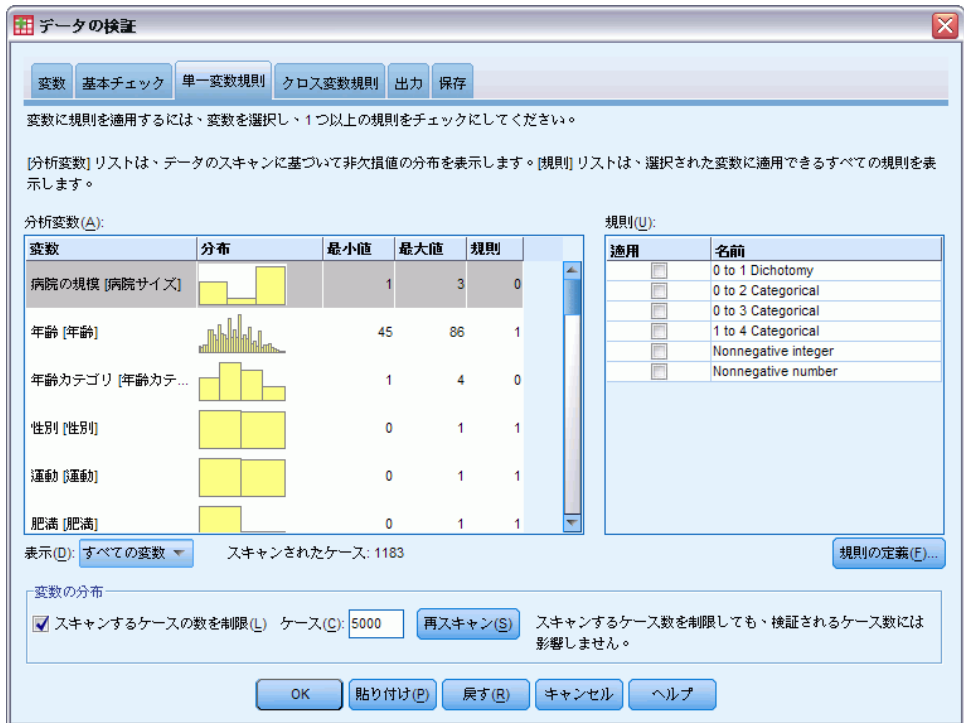 データの検証
変数 基本チェック 単一変数規則 クロス変数規則 出力 保存
変数に規則を適用するには、変数を選択し、1 つ以上の規則をチェックにしてください。
[分析変数] リストは、データのスキャンに基づいて非欠損値の分布を表示します。[規則] リストは、選択された変数に適用できるすべての規則を表
示します。
分析変数(A): 規則(U):
変数 分布 最小値 最大値 規則 適用 名前
病院の規模 [病院サイズ] 1 3 0
年齢 [年齢] 45 86 1
年齢カテゴリ [年齢カテ... 1 4 0
性別 [性別] 0 1 1
運動 [運動] 0 1 1
肥満 [肥満] 0 1 1
0 to 1 Dichotomy
0 to 2 Categorical
0 to 3 Categorical
1 to 4 Categorical
Nonnegative integer
Nonnegative number
表示(D): すべての変数 スキャンされたケース: 1183 規則の定義(F)...
変数の分布
スキャンするケースの数を制限(L) ケース(C): 5000 再スキャン(S) スキャンするケース数を制限しても、検証されるケース数には
影響しません。
OK 貼り付け(P) 戻す(R) キャンセル ヘルプ